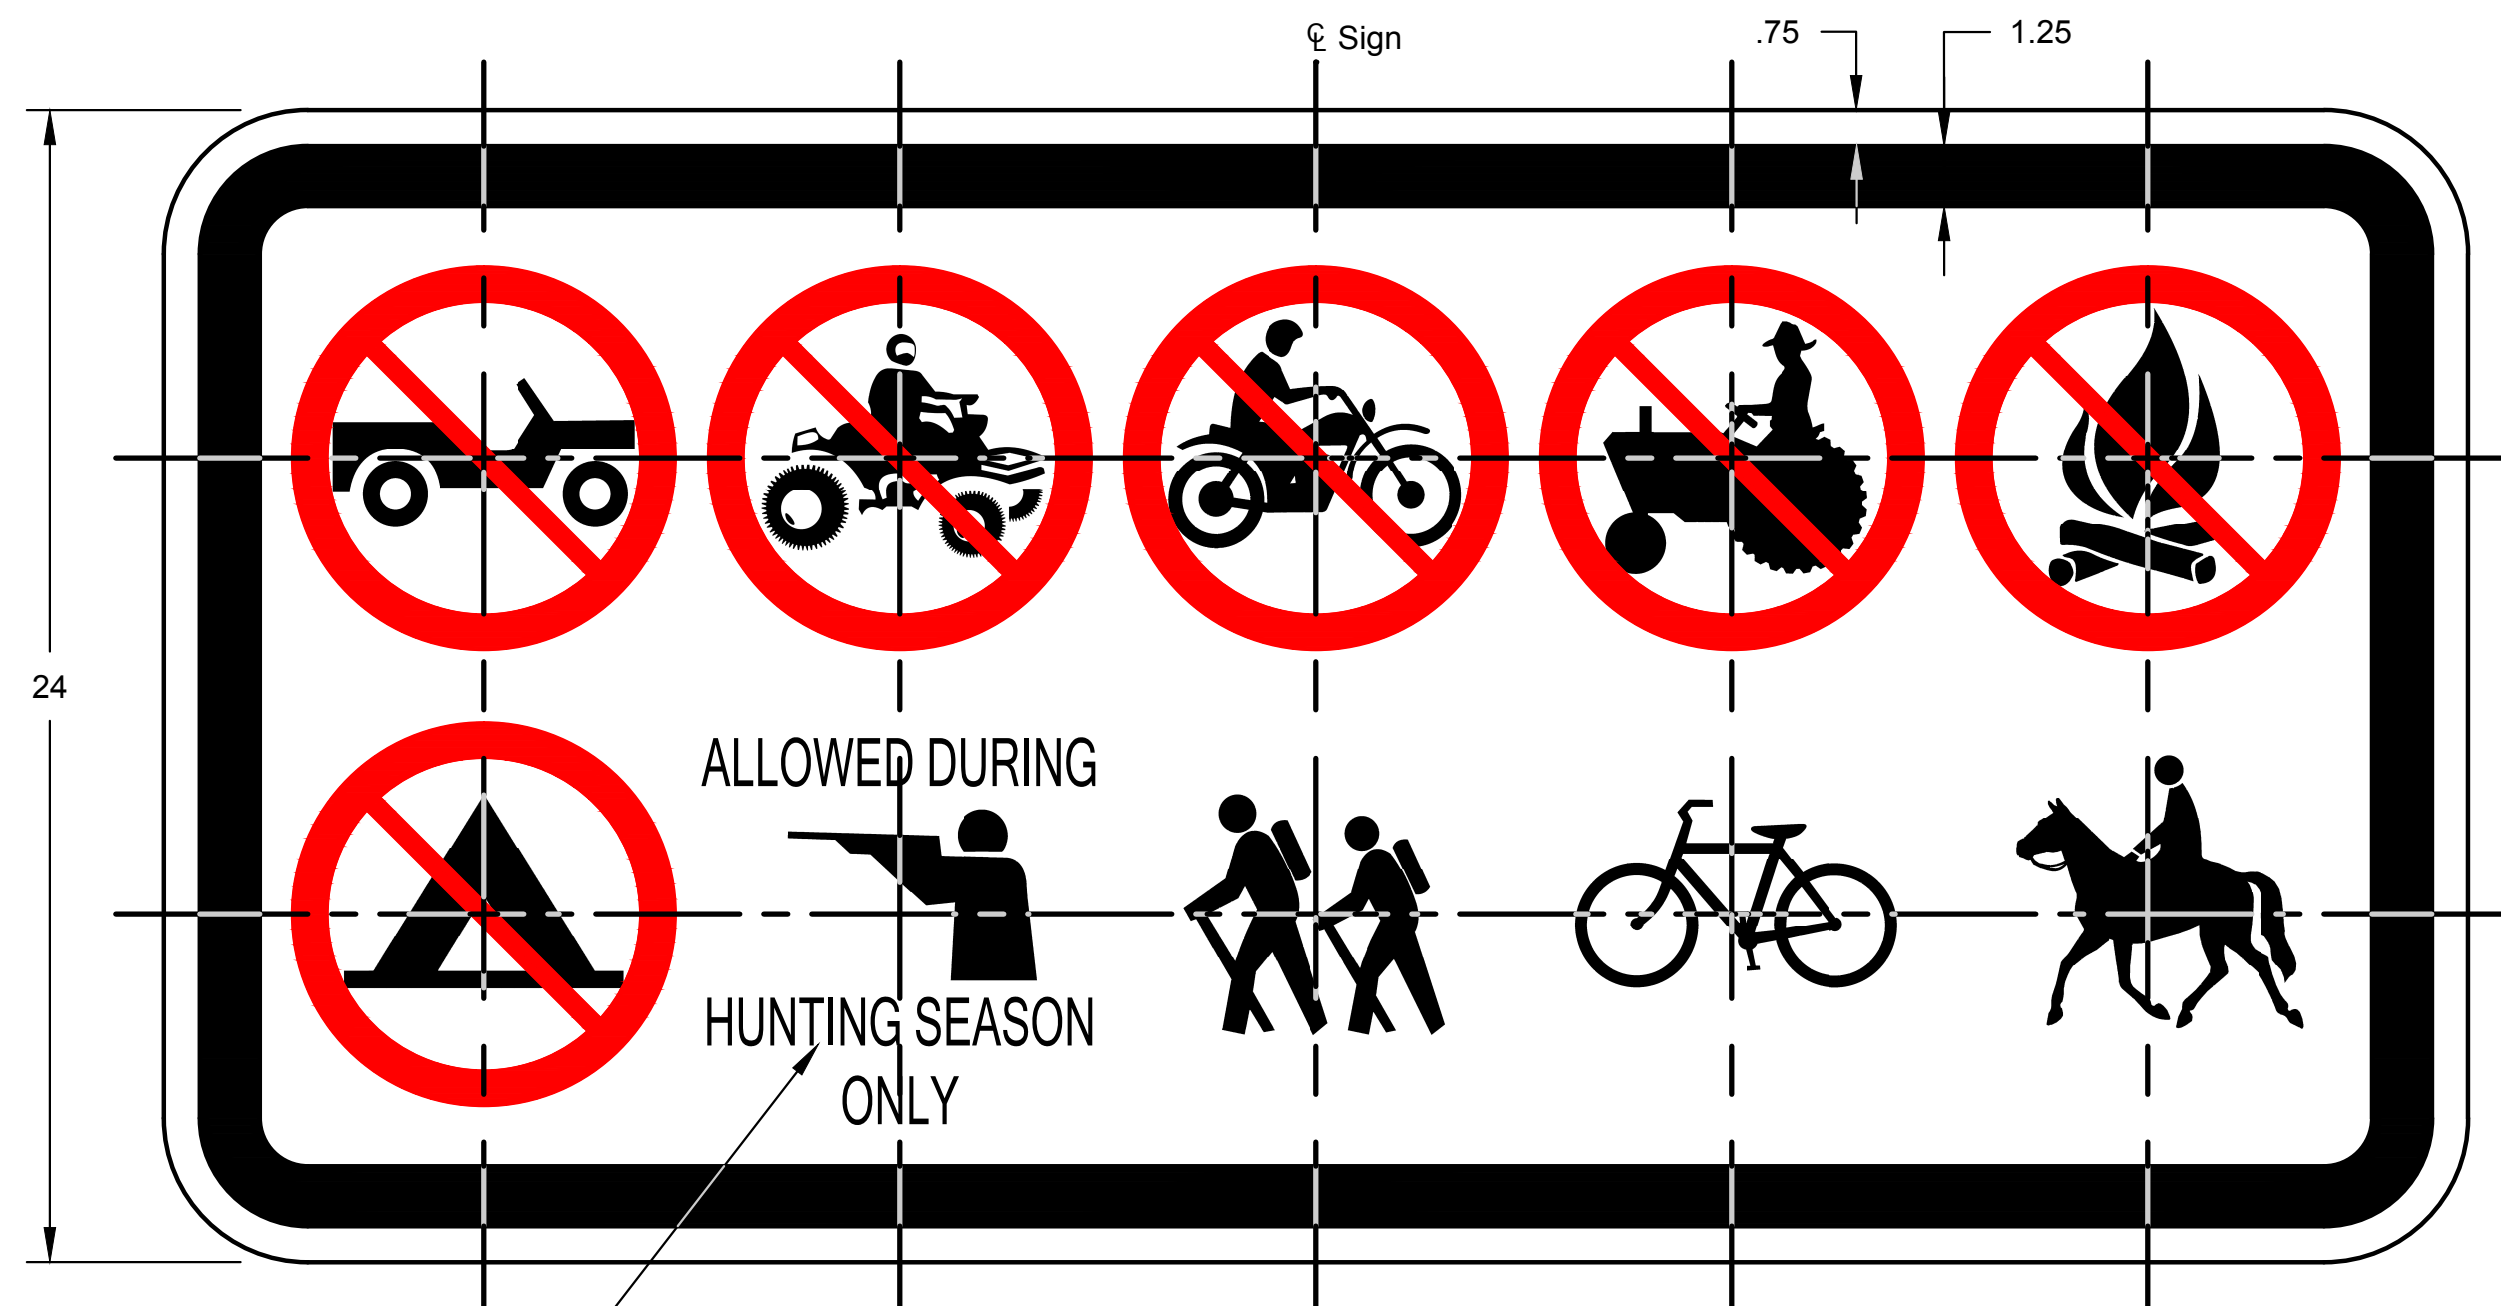 ℄ Sign
.75
1.25
24
ALLOWED DURING
HUNTING SEASON
ONLY